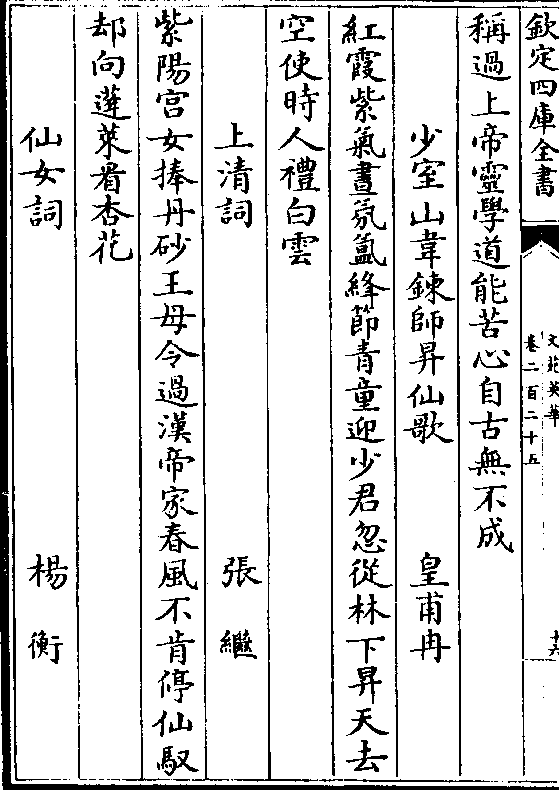 欽定四庫全書
文苑英華
卷二百二十五
十六
稱過上帝靈學道能苦心自古無不成
少室山韋鍊師昇仙歌 皇甫冉
紅霞紫氣晝氛氳絳節青童迎少君忽從林下昇天去
空使時人禮白雲
上清詞 張繼
紫陽宫女捧丹砂王母令過漢帝家春風不肯停仙馭
却向蓬萊看杏花
仙女詞 楊衡